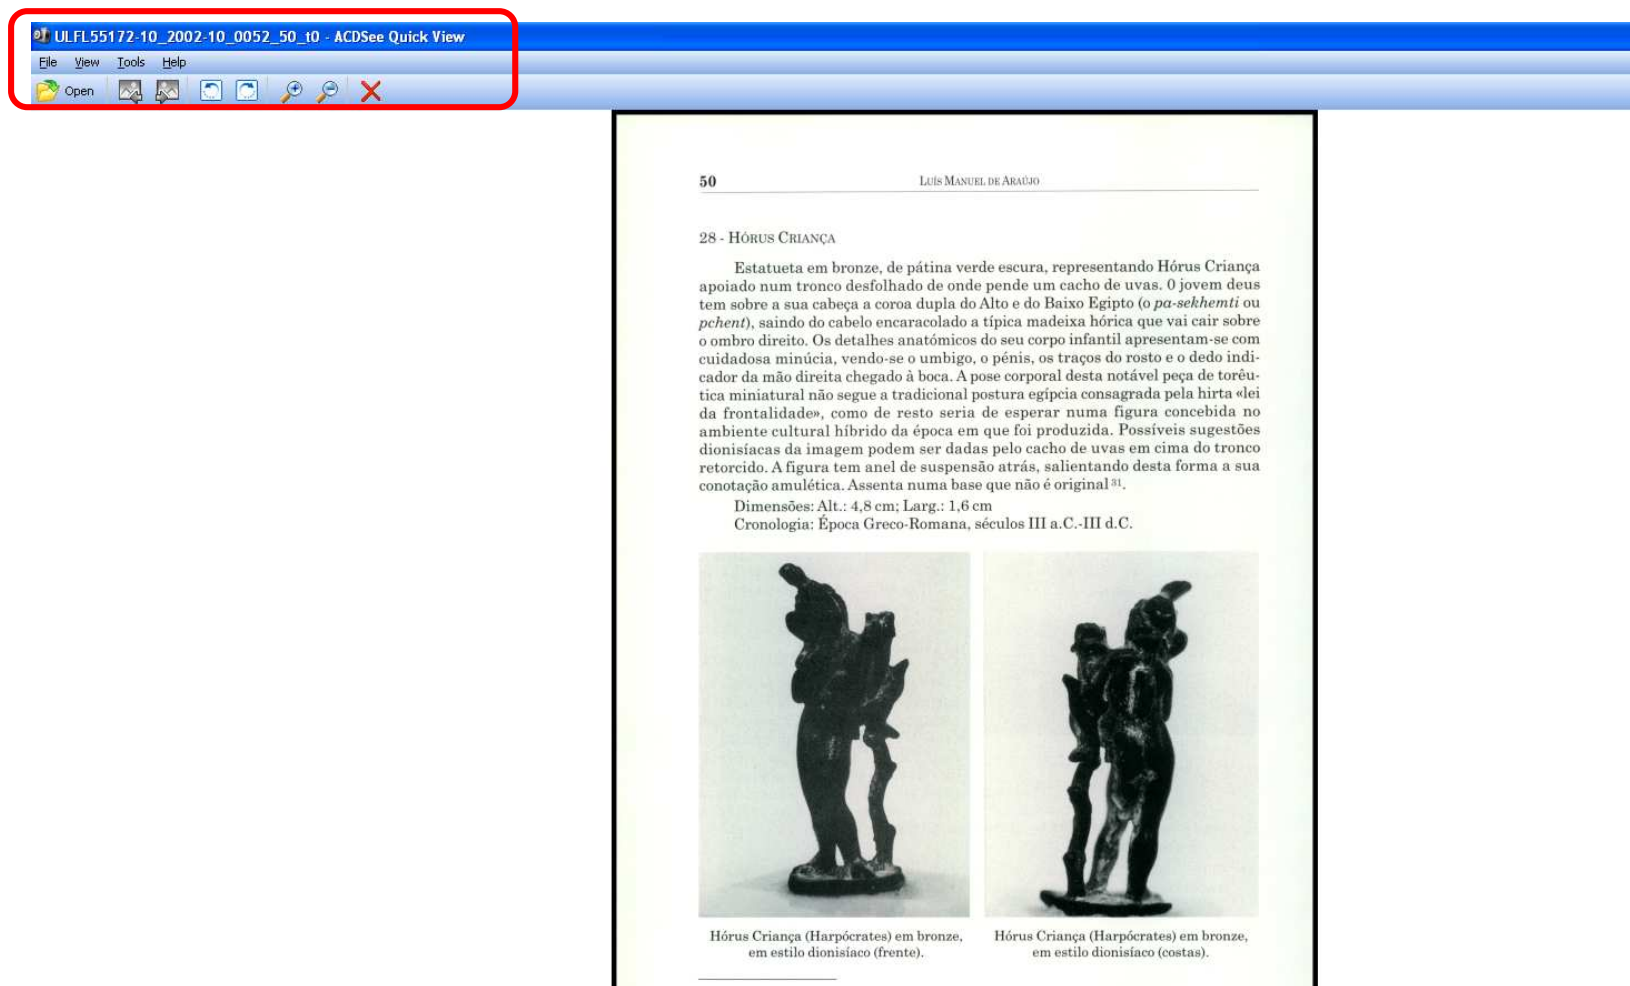 ULFL55172-10_2002-10_0052_50_t0 - ACDSee Quick View
File View Tools Help
Open
50 LUÍS MANUEL DE ARAÚJO
28 - HÓRUS CRIANÇA
Estatueta em bronze, de pátina verde escura, representando Hórus Criança
apoiado num tronco desfolhado de onde pende um cacho de uvas. 0 jovem deus
tem sobre a sua cabeça a coroa dupla do Alto e do Baixo Egipto (o pa-sekhemti ou
pchent), saindo do cabelo encaracolado a típica madeixa hórica que vai cair sobre
o ombro direito. Os detalhes anatómicos do seu corpo infantil apresentam-se com
cuidadosa minúcia, vendo-se o umbigo, o pénis, os traços do rosto e o dedo indi-
cador da mão direita chegado à boca. A pose corporal desta notável peça de torêu-
tica miniatural não segue a tradicional postura egípcia consagrada pela hirta «lei
da frontalidade», como de resto seria de esperar numa figura concebida no
ambiente cultural híbrido da época em que foi produzida. Possíveis sugestões
dionisíacas da imagem podem ser dadas pelo cacho de uvas em cima do tronco
retorcido. A figura tem anel de suspensão atrás, salientando desta forma a sua
conotação amulética. Assenta numa base que não é original 31.
Dimensões: Alt.: 4,8 cm; Larg.: 1,6 cm
Cronologia: Época Greco-Romana, séculos III a.C.-III d.C.
Hórus Criança (Harpócrates) em bronze,
em estilo dionisíaco (frente).
Hórus Criança (Harpócrates) em bronze,
em estilo dionisíaco (costas).